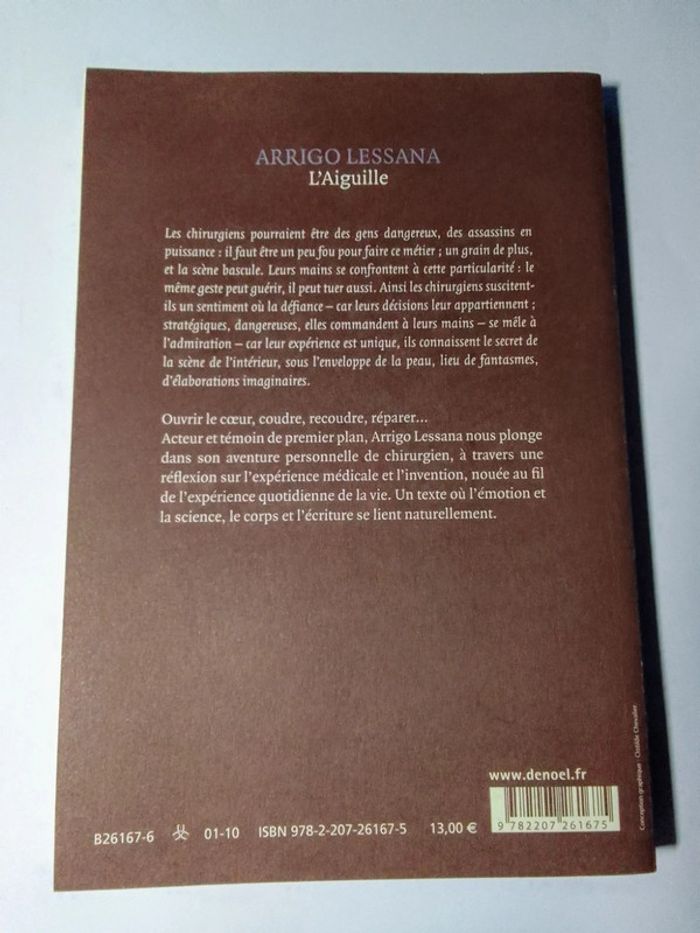 ARRIGO LESSANA
L'Aiguille
Les chirurgiens pourraient être des gens dangereux, des assassins en
puissance : il faut être un peu fou pour faire ce métier ; un grain de plus,
et la scène bascule. Leurs mains se confrontent à cette particularité : le
même geste peut guérir, il peut tuer aussi. Ainsi les chirurgiens suscitent-
ils un sentiment où la défiance – car leurs décisions leur appartiennent ;
stratégiques, dangereuses, elles commandent à leurs mains – se mêle à
l'admiration – car leur expérience est unique, ils connaissent le secret de
la scène de l'intérieur, sous l'enveloppe de la peau, lieu de fantasmes,
d'élaborations imaginaires.
Ouvrir le cœur, coudre, recoudre, réparer...
Acteur et témoin de premier plan, Arrigo Lessana nous plonge
dans son aventure personnelle de chirurgien, à travers une
réflexion sur l'expérience médicale et l'invention, nouée au fil
de l'expérience quotidienne de la vie. Un texte où l'émotion et
la science, le corps et l'écriture se lient naturellement.
Conception graphique : Clotilde Chevalier
www.denoel.fr
B26167-6 01-10 ISBN 978-2-207-26167-5 13,00 €
9 782207 261675